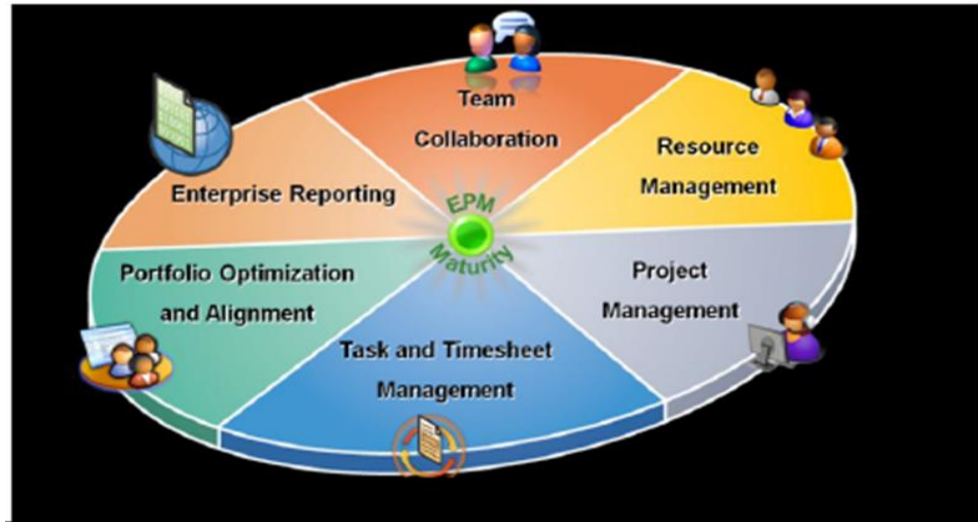 Team
Collaboration
Resource
Management
Enterprise Reporting
EPM
Maturity
Portfolio Optimization
and Alignment
Project
Management
Task and Timesheet
Management